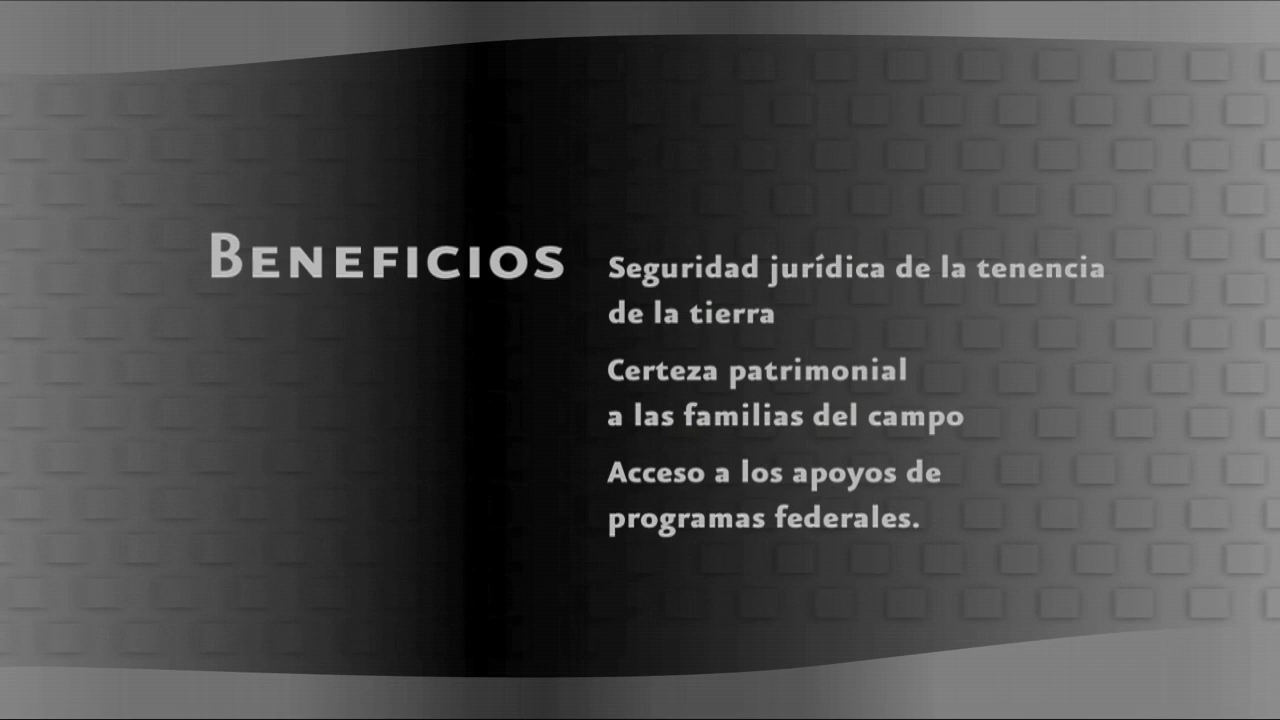 Beneficios
Seguridad jurídica de la tenencia
de la tierra
Certeza patrimonial
a las familias del campo
Acceso a los apoyos de
programas federales.